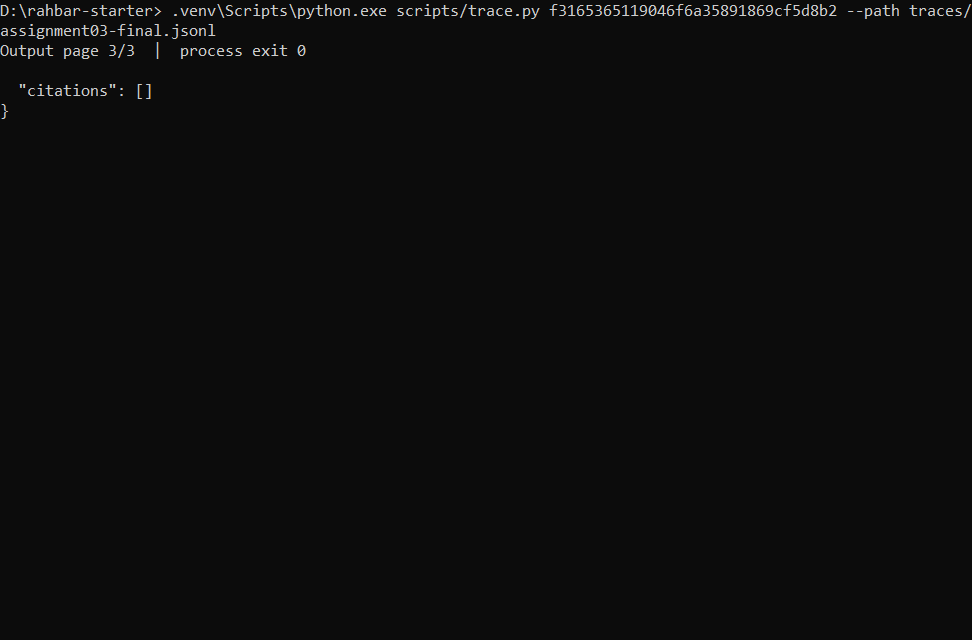 D:\rahbar-starter> .venv\Scripts\python.exe scripts/trace.py f3165365119046f6a35891869cf5d8b2 --path traces/
assignment03-final.jsonl
Output page 3/3  |  process exit 0
  "citations": []
}